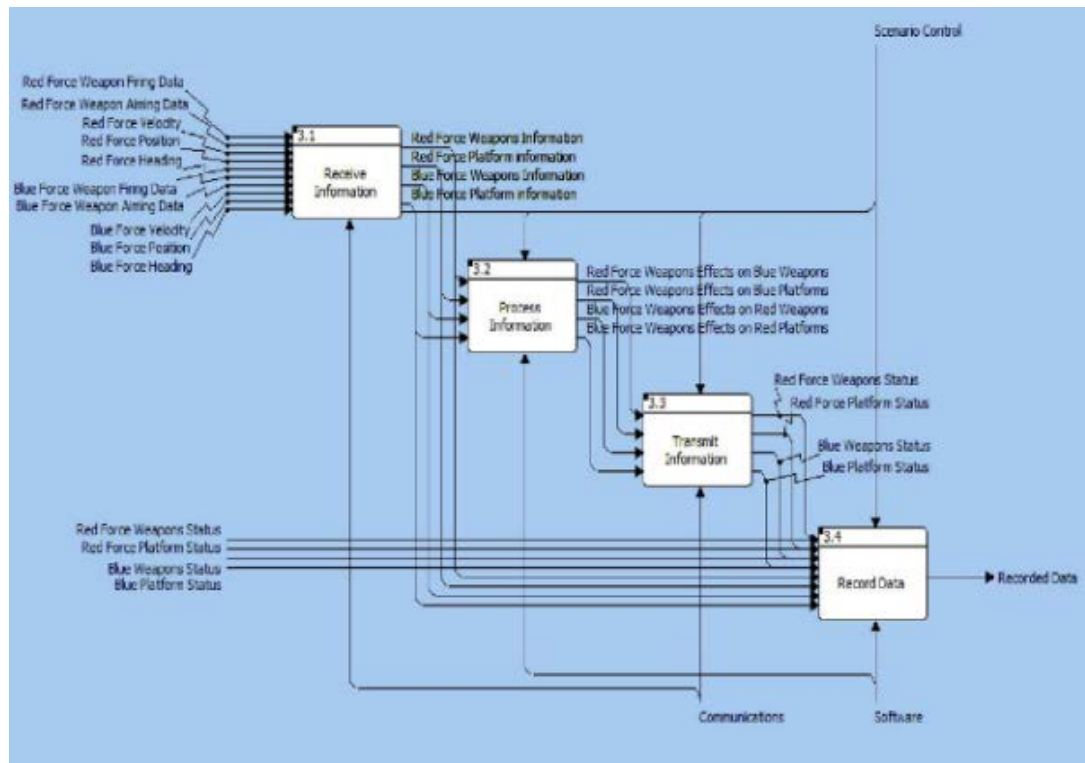 Scenario Control
Red Force Weapon Firing Data
Red Force Weapon Aiming Data
Red Force Velocity
Red Force Position
Red Force Heading
Blue Force Weapon Firing Data
Blue Force Weapon Aiming Data
Blue Force Velocity
Blue Force Position
Blue Force Heading
3.1
Receive
Information
Red Force Weapons Information
Red Force Platform information
Blue Force Weapons Information
Blue Force Platform information
3.2
Process
Information
Red Force Weapons Effects on Blue Weapons
Red Force Weapons Effects on Blue Platforms
Blue Force Weapons Effects on Red Weapons
Blue Force Weapons Effects on Red Platforms
3.3
Transmit
Information
Red Force Weapons Status
Red Force Platform Status
Blue Weapons Status
Blue Platform Status
Red Force Weapons Status
Red Force Platform Status
Blue Weapons Status
Blue Platform Status
3.4
Record Data
Recorded Data
Communications
Software